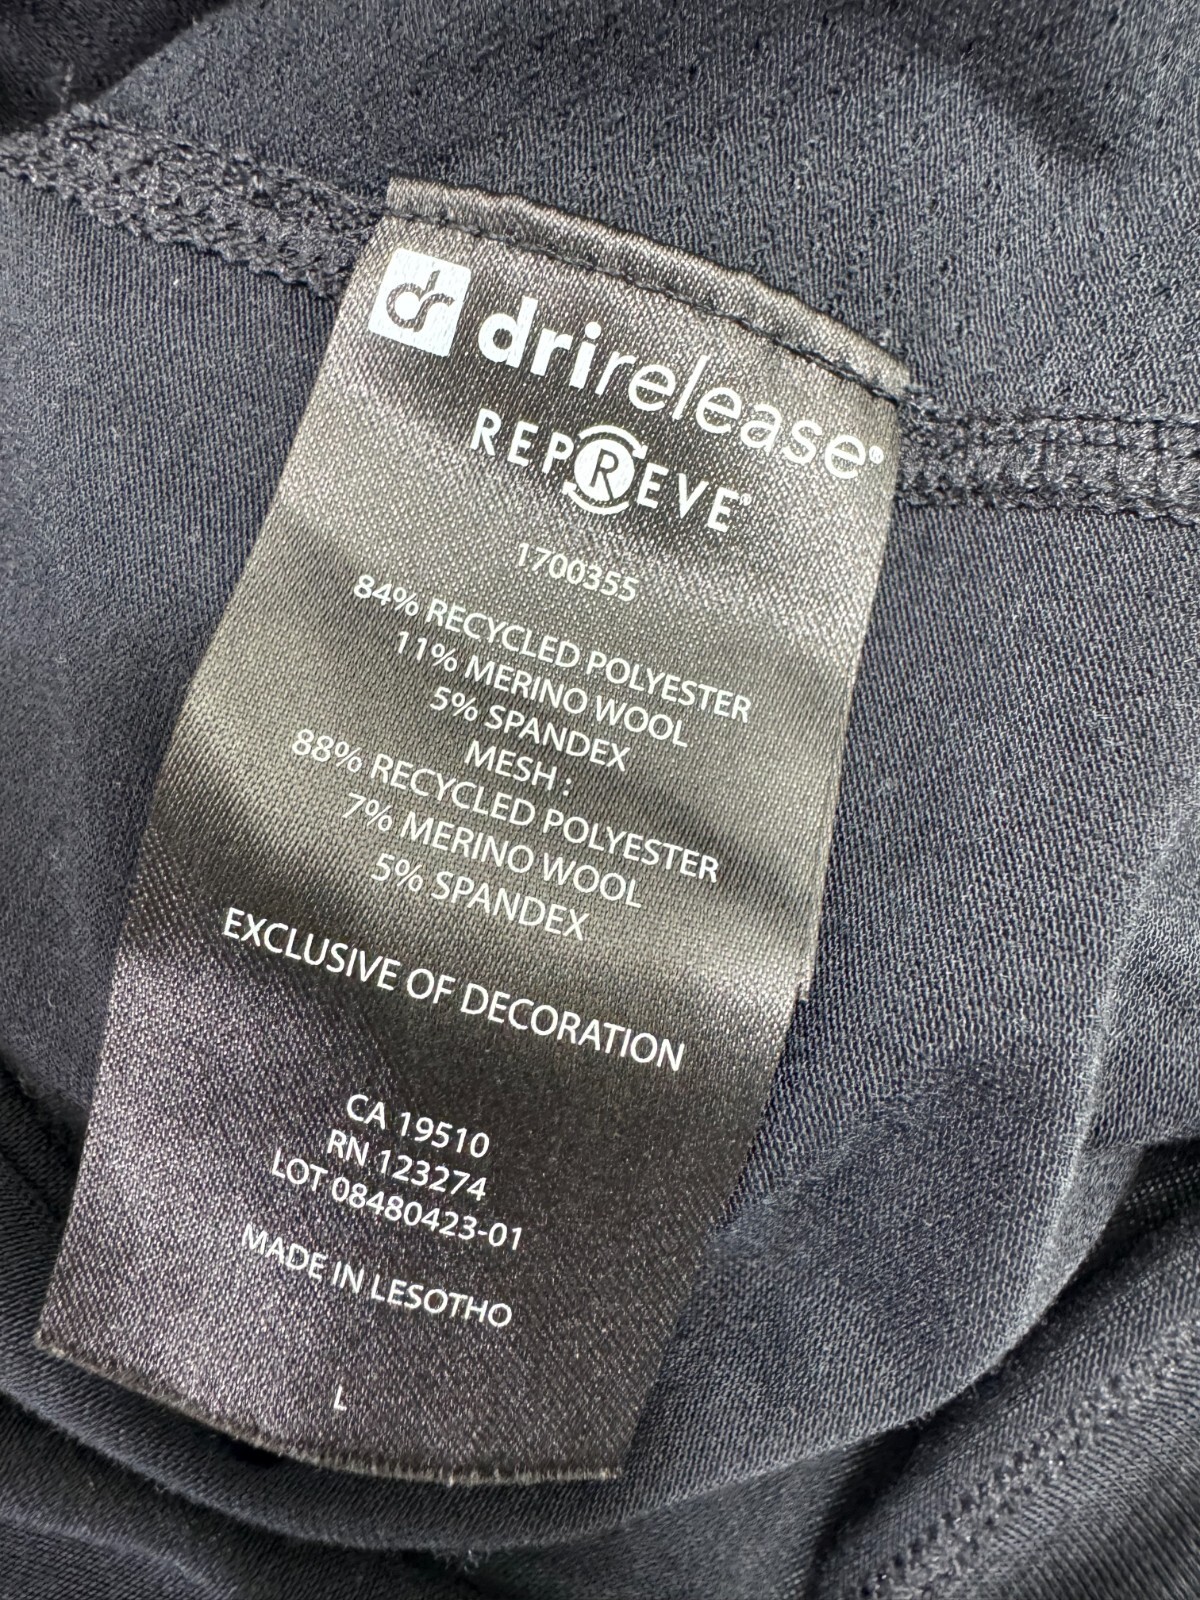 dr drirelease®
REPREVE®
1700355
84% RECYCLED POLYESTER
11% MERINO WOOL
5% SPANDEX
MESH :
88% RECYCLED POLYESTER
7% MERINO WOOL
5% SPANDEX
EXCLUSIVE OF DECORATION
CA 19510
RN 123274
LOT 08480423-01
MADE IN LESOTHO
L